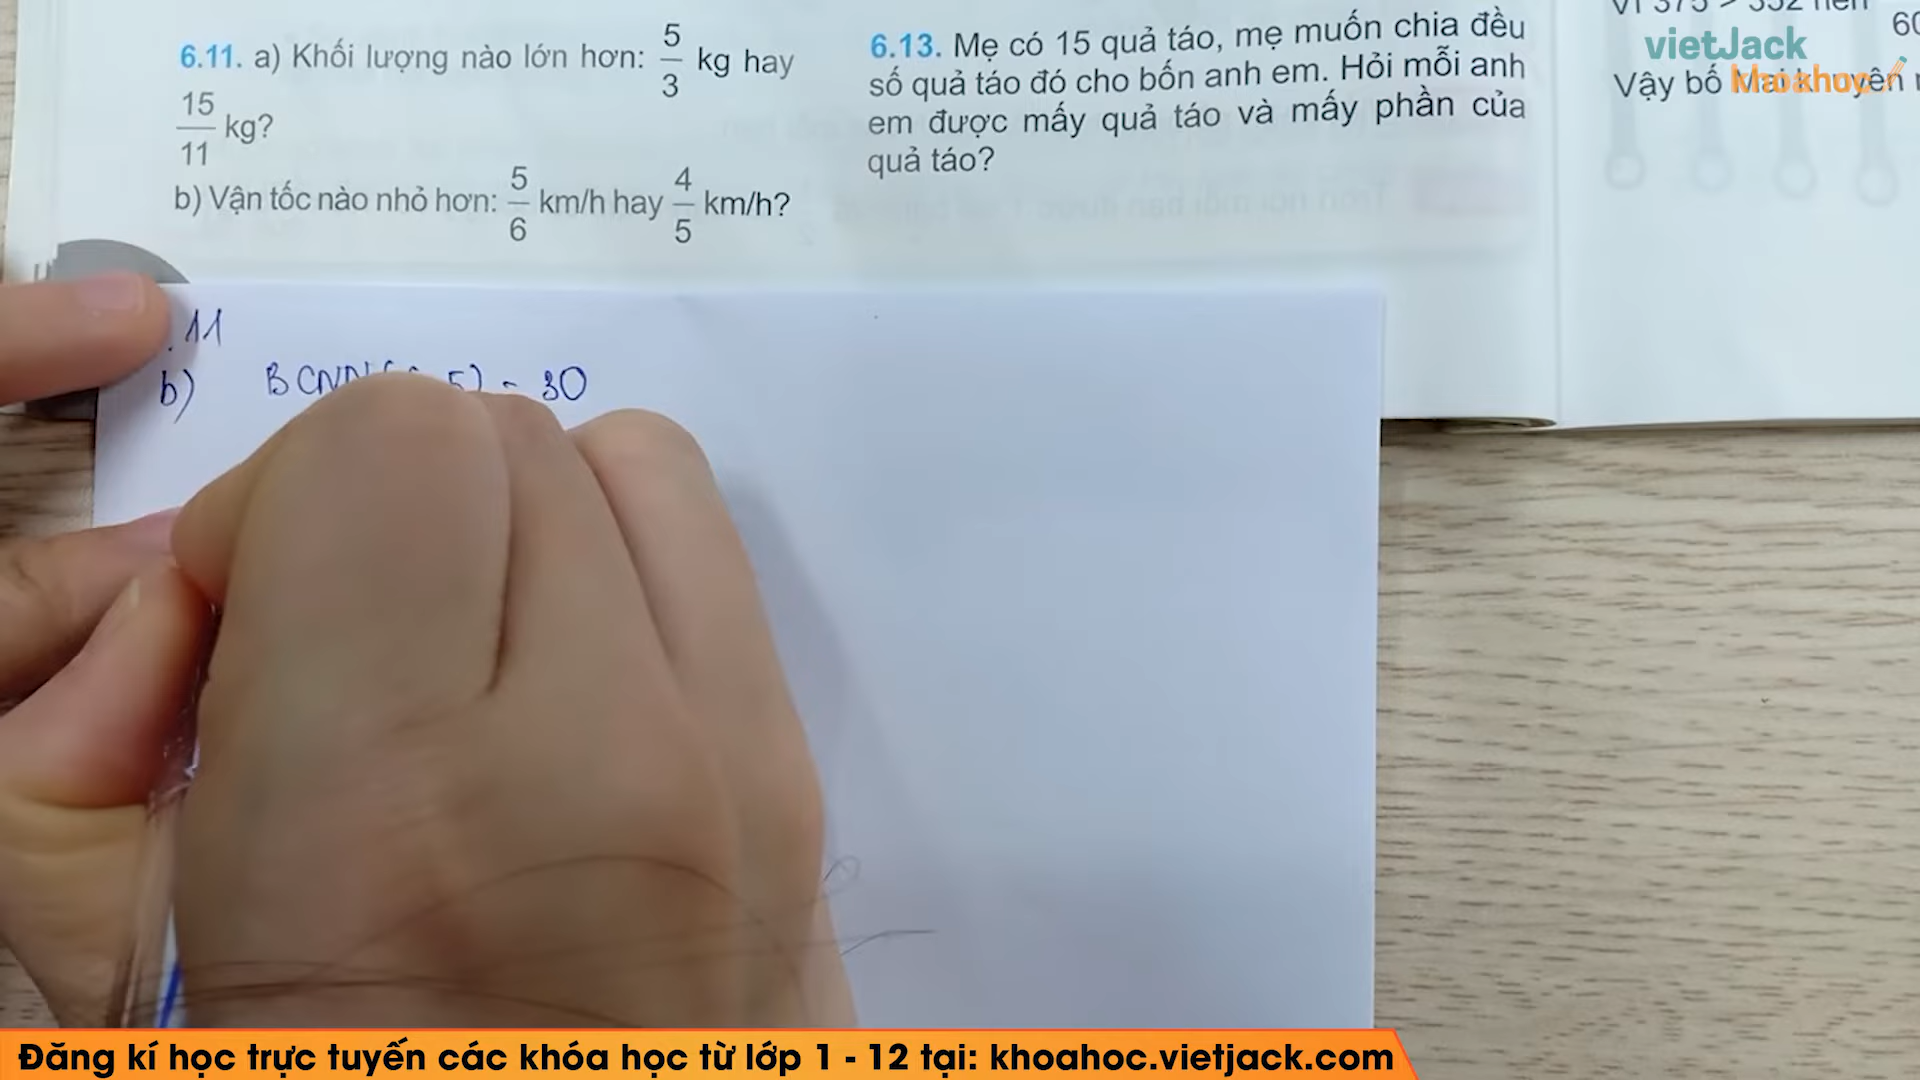 6.11. a) Khối lượng nào lớn hơn: 5/3 kg hay
15/11 kg?
b) Vận tốc nào nhỏ hơn: 5/6 km/h hay 4/5 km/h?
6.13. Mẹ có 15 quả táo, mẹ muốn chia đều
số quả táo đó cho bốn anh em. Hỏi mỗi anh
em được mấy quả táo và mấy phần của
quả táo?
vietJack
Khoahoc
Vậy bố Mai khuyên
.11
b) 5) = 30
Đăng kí học trực tuyến các khóa học từ lớp 1 - 12 tại: khoahoc.vietjack.com